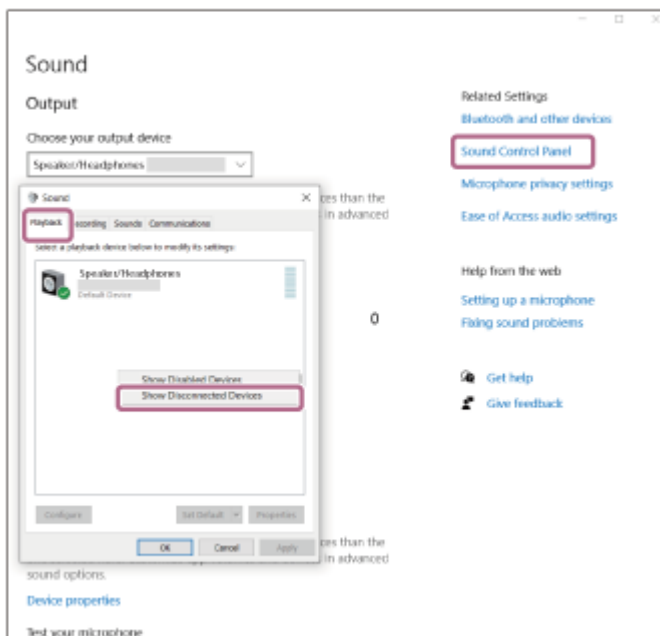 Sound
Output
Choose your output device
Speaker/Headphones
Sound
Playback Recording Sounds Communications
Select a playback device below to modify its settings:
Speaker/Headphones
Default Device
Show Disabled Devices
Show Disconnected Devices
Configure Set Default Properties
OK Cancel Apply
ces than the
in advanced
0
ces than the
in advanced
sound options.
Device properties
Test your microphone
Related Settings
Bluetooth and other devices
Sound Control Panel
Microphone privacy settings
Ease of Access audio settings
Help from the web
Setting up a microphone
Fixing sound problems
Get help
Give feedback